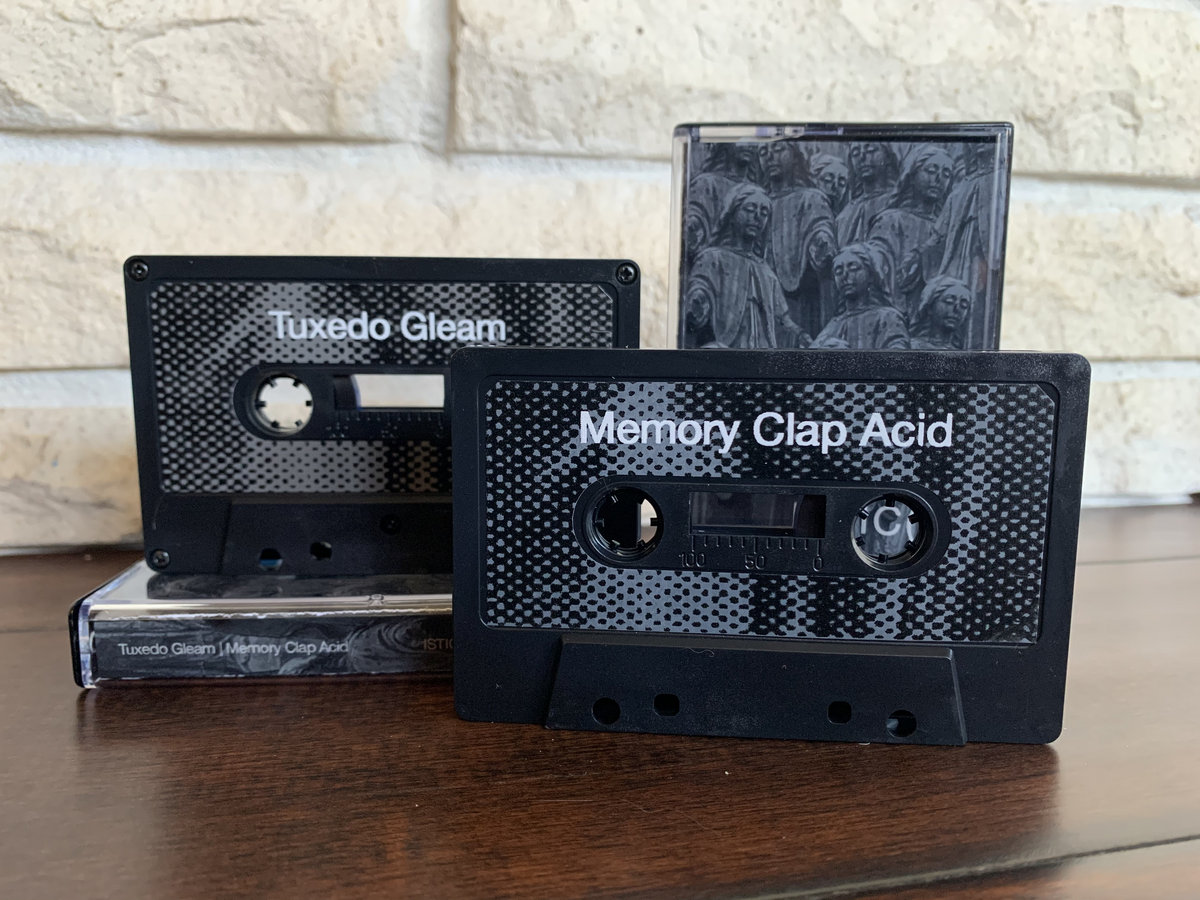 Tuxedo Gleam
Memory Clap Acid
C
100 50 0
Tuxedo Gleam | Memory Clap Acid